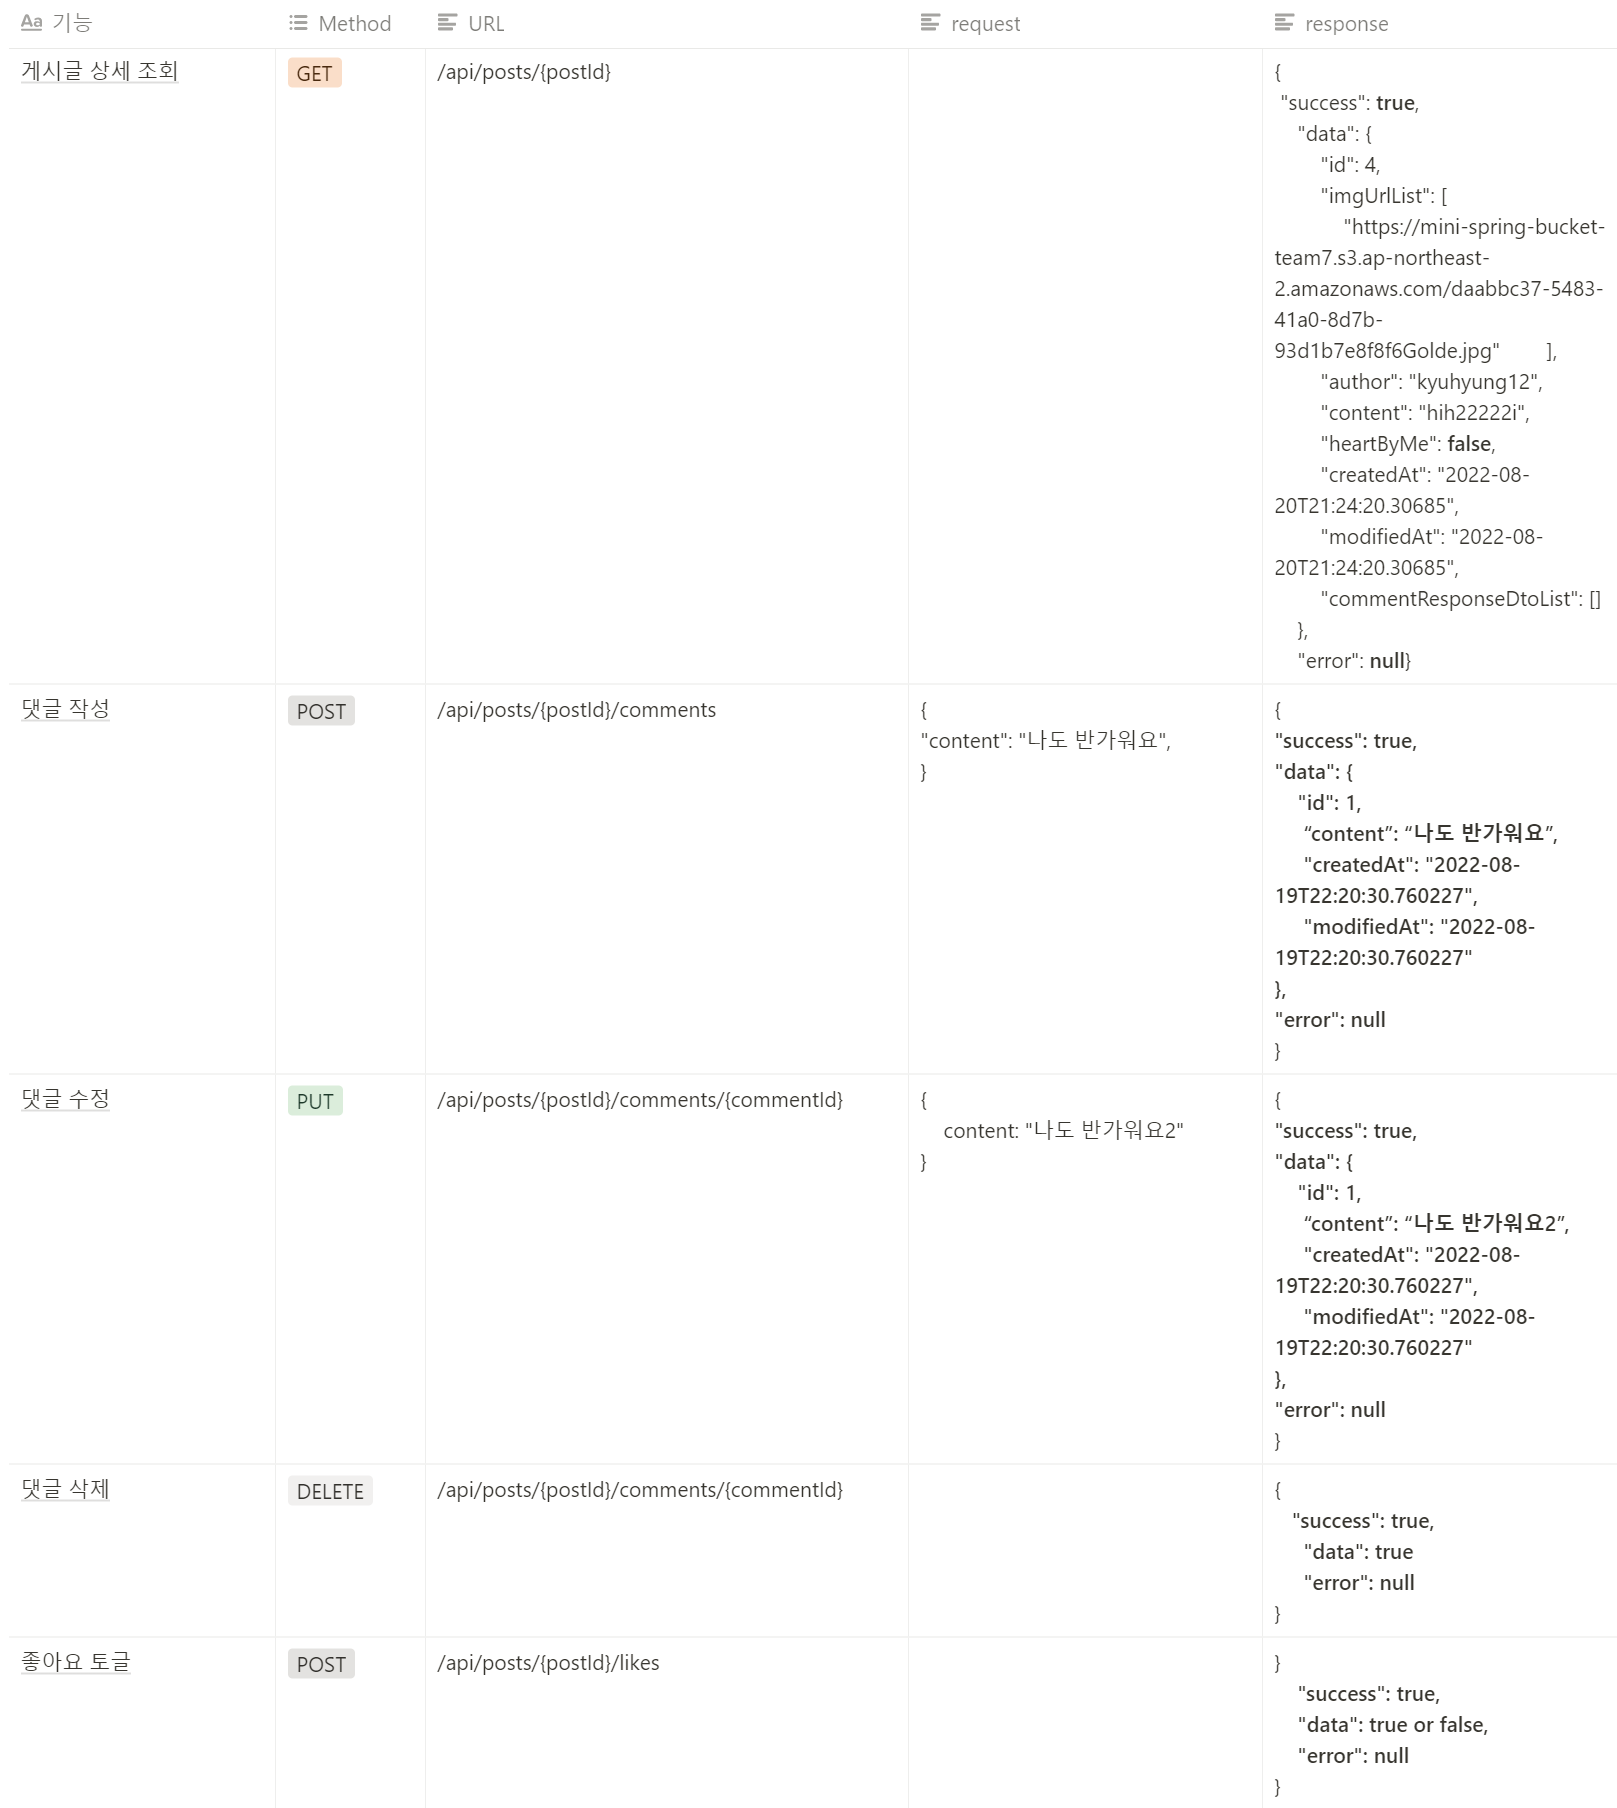 Aa 기능 Method URL request response
게시글 상세 조회 GET /api/posts/{postId} {
"success": true,
"data": {
"id": 4,
"imgUrlList": [
"https://mini-spring-bucket-
team7.s3.ap-northeast-
2.amazonaws.com/daabbc37-5483-
41a0-8d7b-
93d1b7e8f8f6Golde.jpg" ],
"author": "kyuhyung12",
"content": "hih22222i",
"heartByMe": false,
"createdAt": "2022-08-
20T21:24:20.30685",
"modifiedAt": "2022-08-
20T21:24:20.30685",
"commentResponseDtoList": []
},
"error": null}
댓글 작성 POST /api/posts/{postId}/comments
{
"content": "나도 반가워요",
}
{
"success": true,
"data": {
"id": 1,
“content”: “나도 반가워요”,
"createdAt": "2022-08-
19T22:20:30.760227",
"modifiedAt": "2022-08-
19T22:20:30.760227"
},
"error": null
}
댓글 수정 PUT /api/posts/{postId}/comments/{commentId}
{
content: "나도 반가워요2"
}
{
"success": true,
"data": {
"id": 1,
“content”: “나도 반가워요2”,
"createdAt": "2022-08-
19T22:20:30.760227",
"modifiedAt": "2022-08-
19T22:20:30.760227"
},
"error": null
}
댓글 삭제 DELETE /api/posts/{postId}/comments/{commentId}
{
"success": true,
"data": true
"error": null
}
좋아요 토글 POST /api/posts/{postId}/likes
}
"success": true,
"data": true or false,
"error": null
}